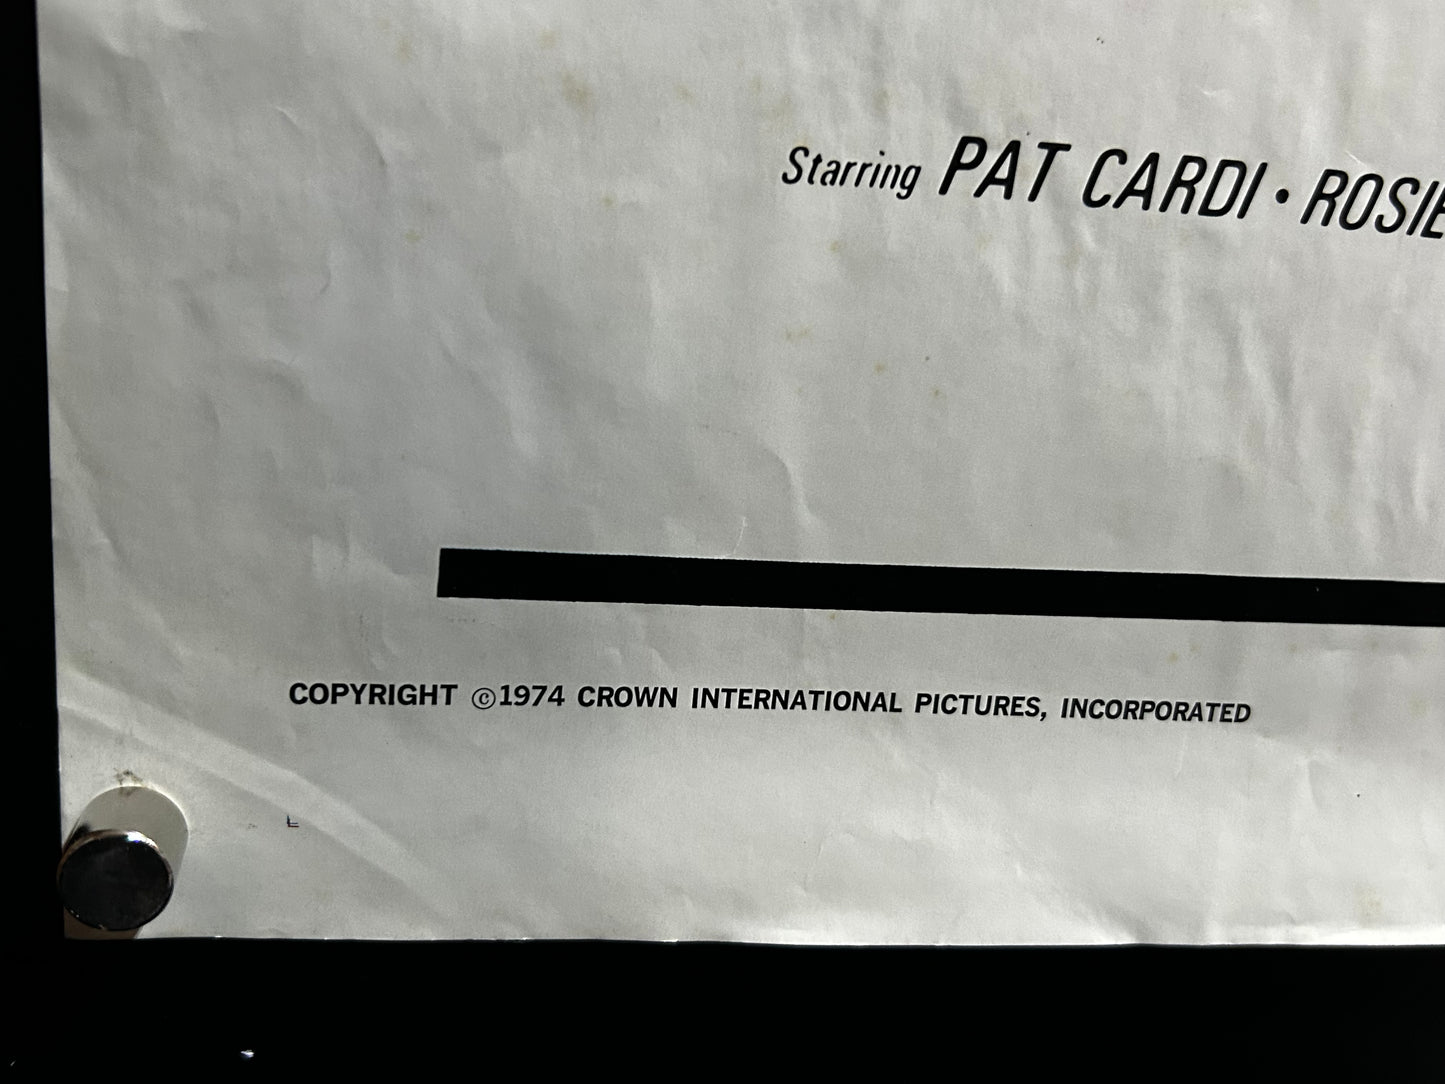 Starring PAT CARDI • ROSIE
COPYRIGHT ©1974 CROWN INTERNATIONAL PICTURES, INCORPORATED